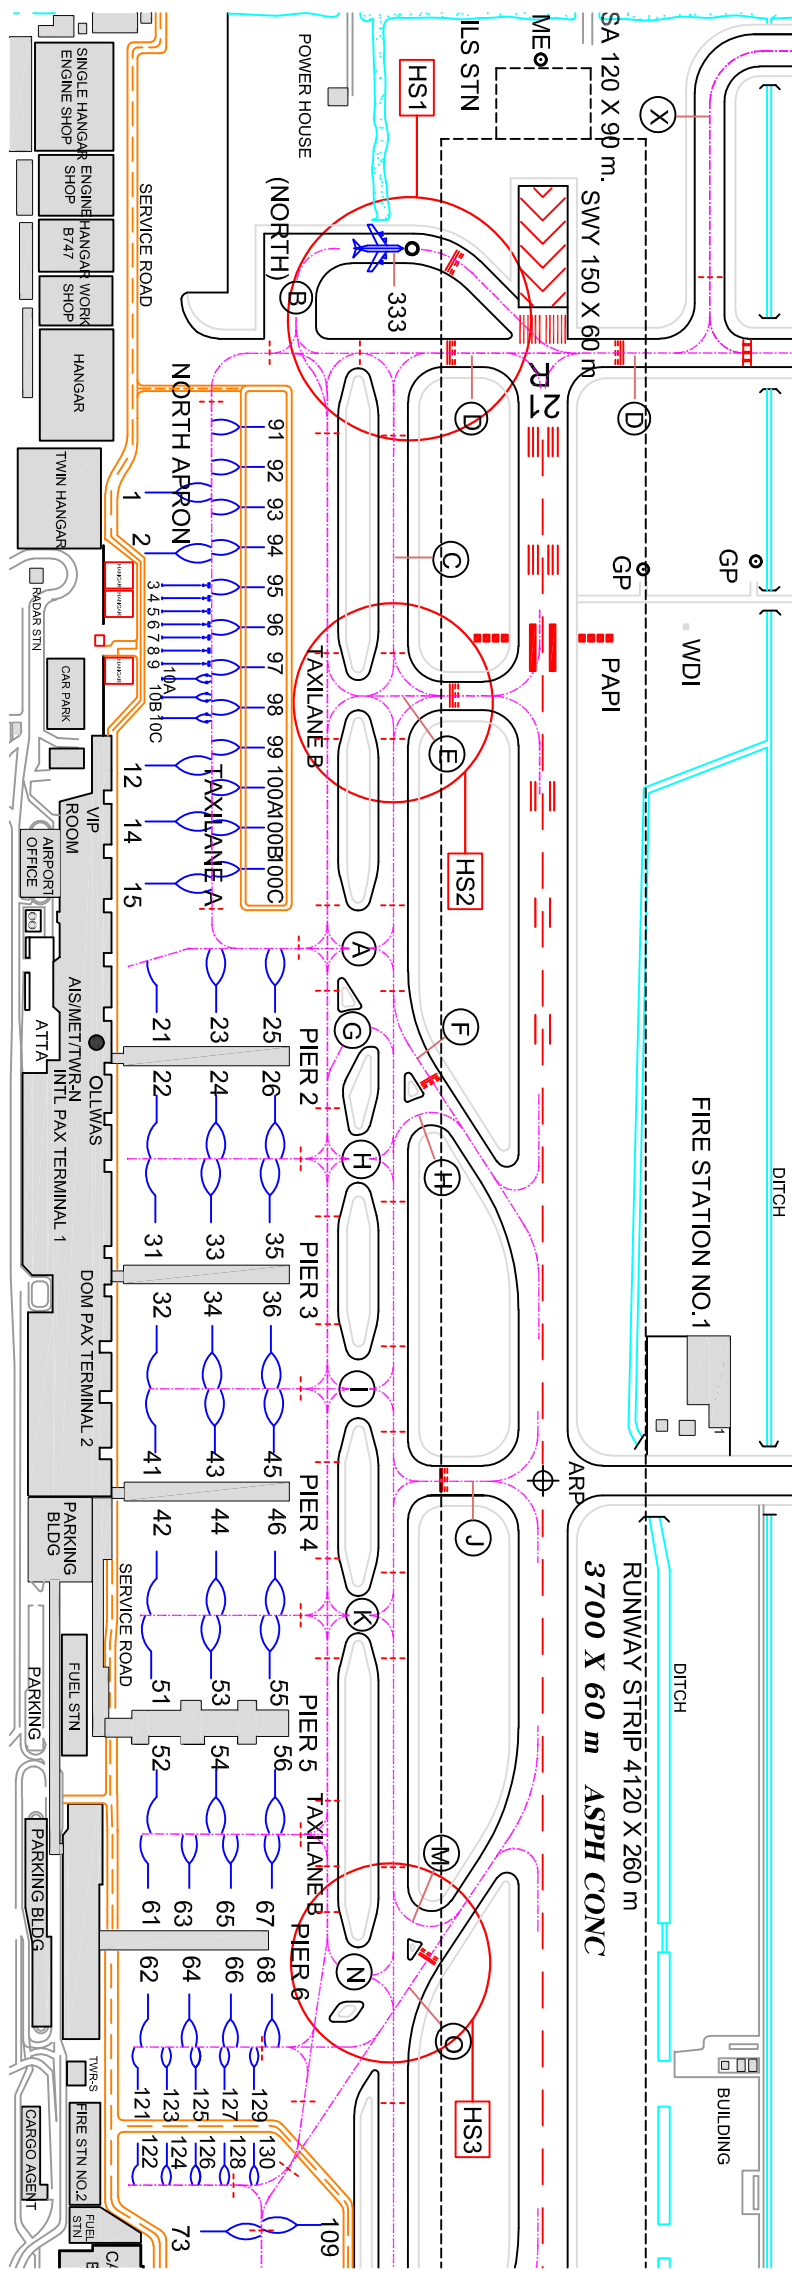 SA 120 X 90 m.
ME
ILS STN
POWER HOUSE
HS1
X
SWY 150 X 60 m
(NORTH)
B
333
SERVICE ROAD
SINGLE HANGAR
ENGINE SHOP
ENGINE
SHOP
HANGAR
B747
WORK
SHOP
HANGAR
TWIN HANGAR
NORTH APRON
D
D
21
R
91
92
93
94
95
96
97
98
99
100A
100B
100C
1
2
3
4
5
6
7
8
9
10A
10B
10C
12
14
15
C
GP
GP
HANGAR
HANGAR
HANGAR
RADAR STN
CAR PARK
TAXILANE B
TAXILANE A
E
PAPI
WDI
HS2
VIP
ROOM
AIRPORT
OFFICE
A
F
G
21
23
25
PIER 2
22
24
26
AIS/MET/TWR-N
OLLWAS
ATTA
INTL PAX TERMINAL 1
H
H
FIRE STATION NO.1
DITCH
31
33
35
PIER 3
32
34
36
DOM PAX TERMINAL 2
I
1
41
43
45
PIER 4
42
44
46
ARP
J
PARKING
BLDG
SERVICE ROAD
K
RUNWAY STRIP 4120 X 260 m
3700 X 60 m ASPH CONC
DITCH
51
53
55
PIER 5
52
54
56
FUEL STN
PARKING
PARKING BLDG
TAXILANE B
M
61
63
65
67
PIER 6
62
64
66
68
N
O
HS3
BUILDING
TWR-S
121
123
125
127
129
122
124
126
128
130
FIRE STN NO.2
CARGO AGENT
FUEL
STN
73
109
CA